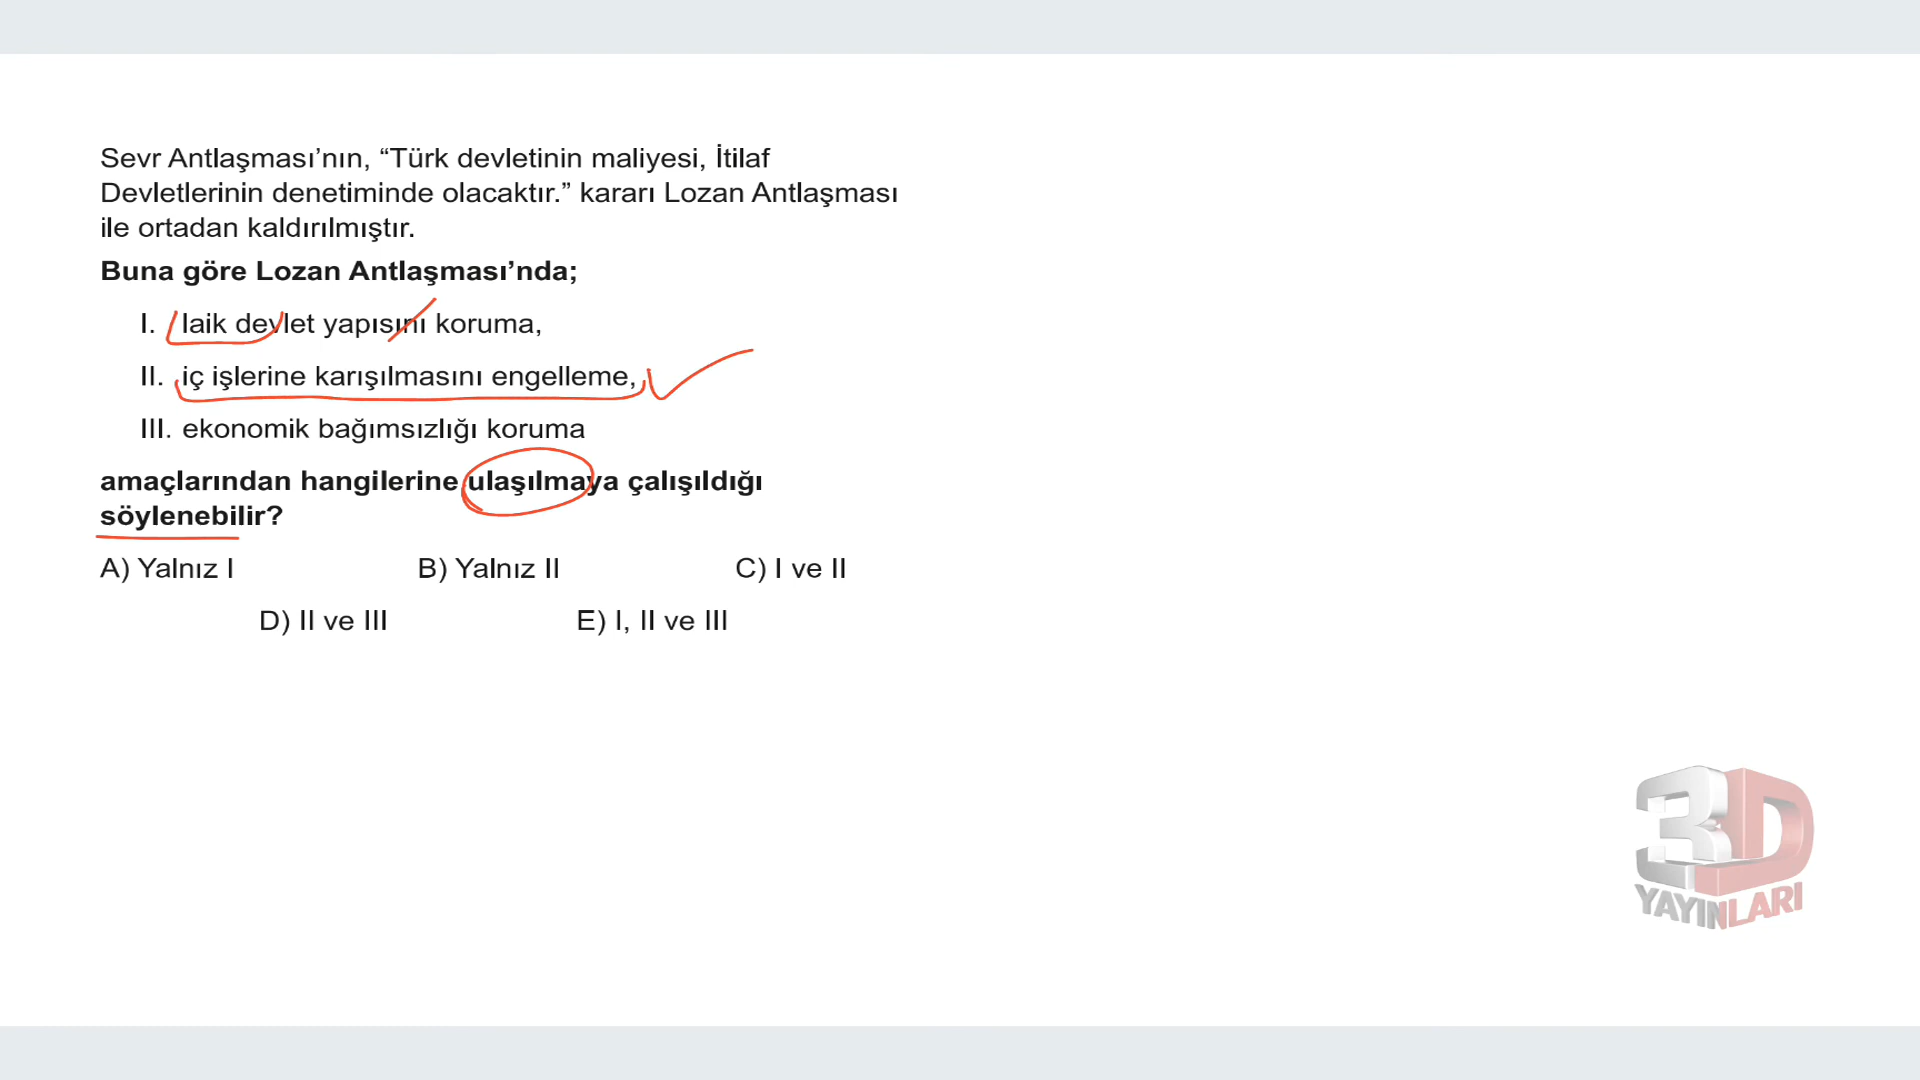 Sevr Antlaşması’nın, “Türk devletinin maliyesi, İtilaf
Devletlerinin denetiminde olacaktır.” kararı Lozan Antlaşması
ile ortadan kaldırılmıştır.
Buna göre Lozan Antlaşması’nda;
I. laik devlet yapısını koruma,
II. iç işlerine karışılmasını engelleme,
III. ekonomik bağımsızlığı koruma
amaçlarından hangilerine ulaşılmaya çalışıldığı
söylenebilir?
A) Yalnız I B) Yalnız II C) I ve II
D) II ve III E) I, II ve III
3D
YAYINLARI